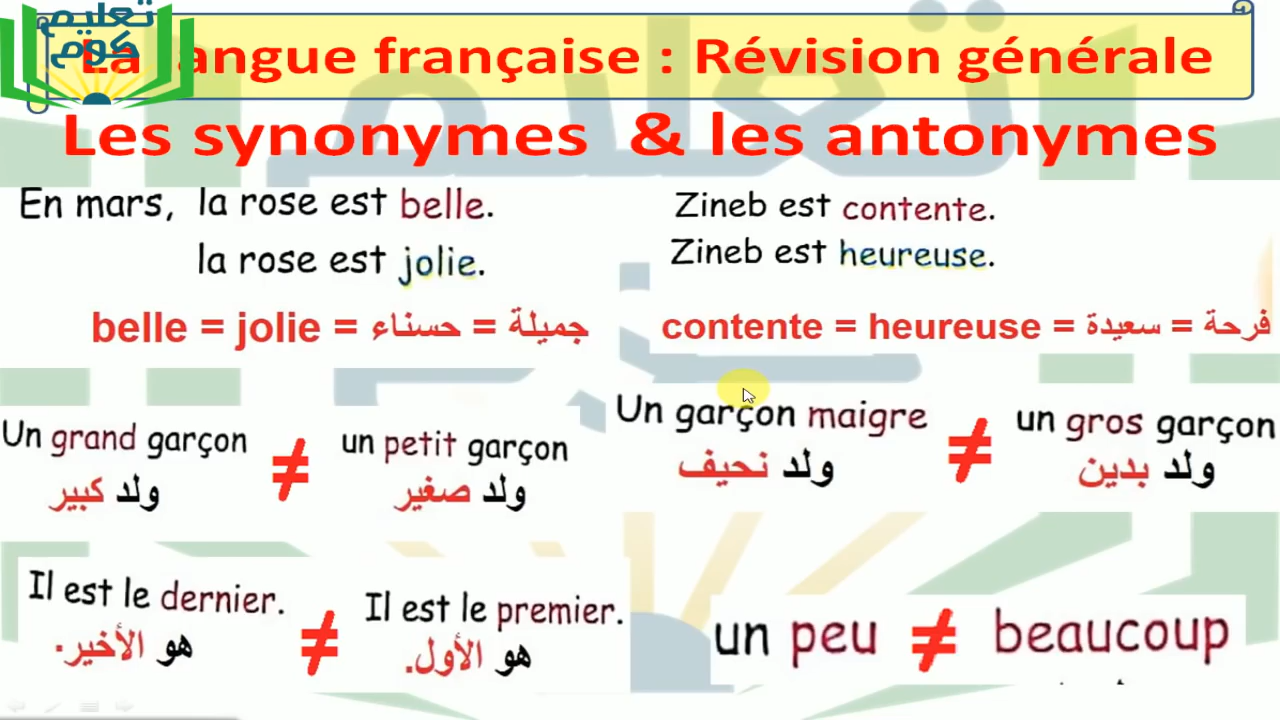 تعليم
كوم
La langue française : Révision générale
Les synonymes & les antonymes
En mars, la rose est belle.
la rose est jolie.
belle = jolie = حسناء = جميلة
Zineb est contente.
Zineb est heureuse.
contente = heureuse = سعيدة = فرحة
Un grand garçon ≠ un petit garçon
ولد كبير
ولد صغير
Un garçon maigre ≠ un gros garçon
ولد نحيف
ولد بدين
Il est le dernier. ≠ Il est le premier.
هو الأخير.
هو الأول.
un peu ≠ beaucoup